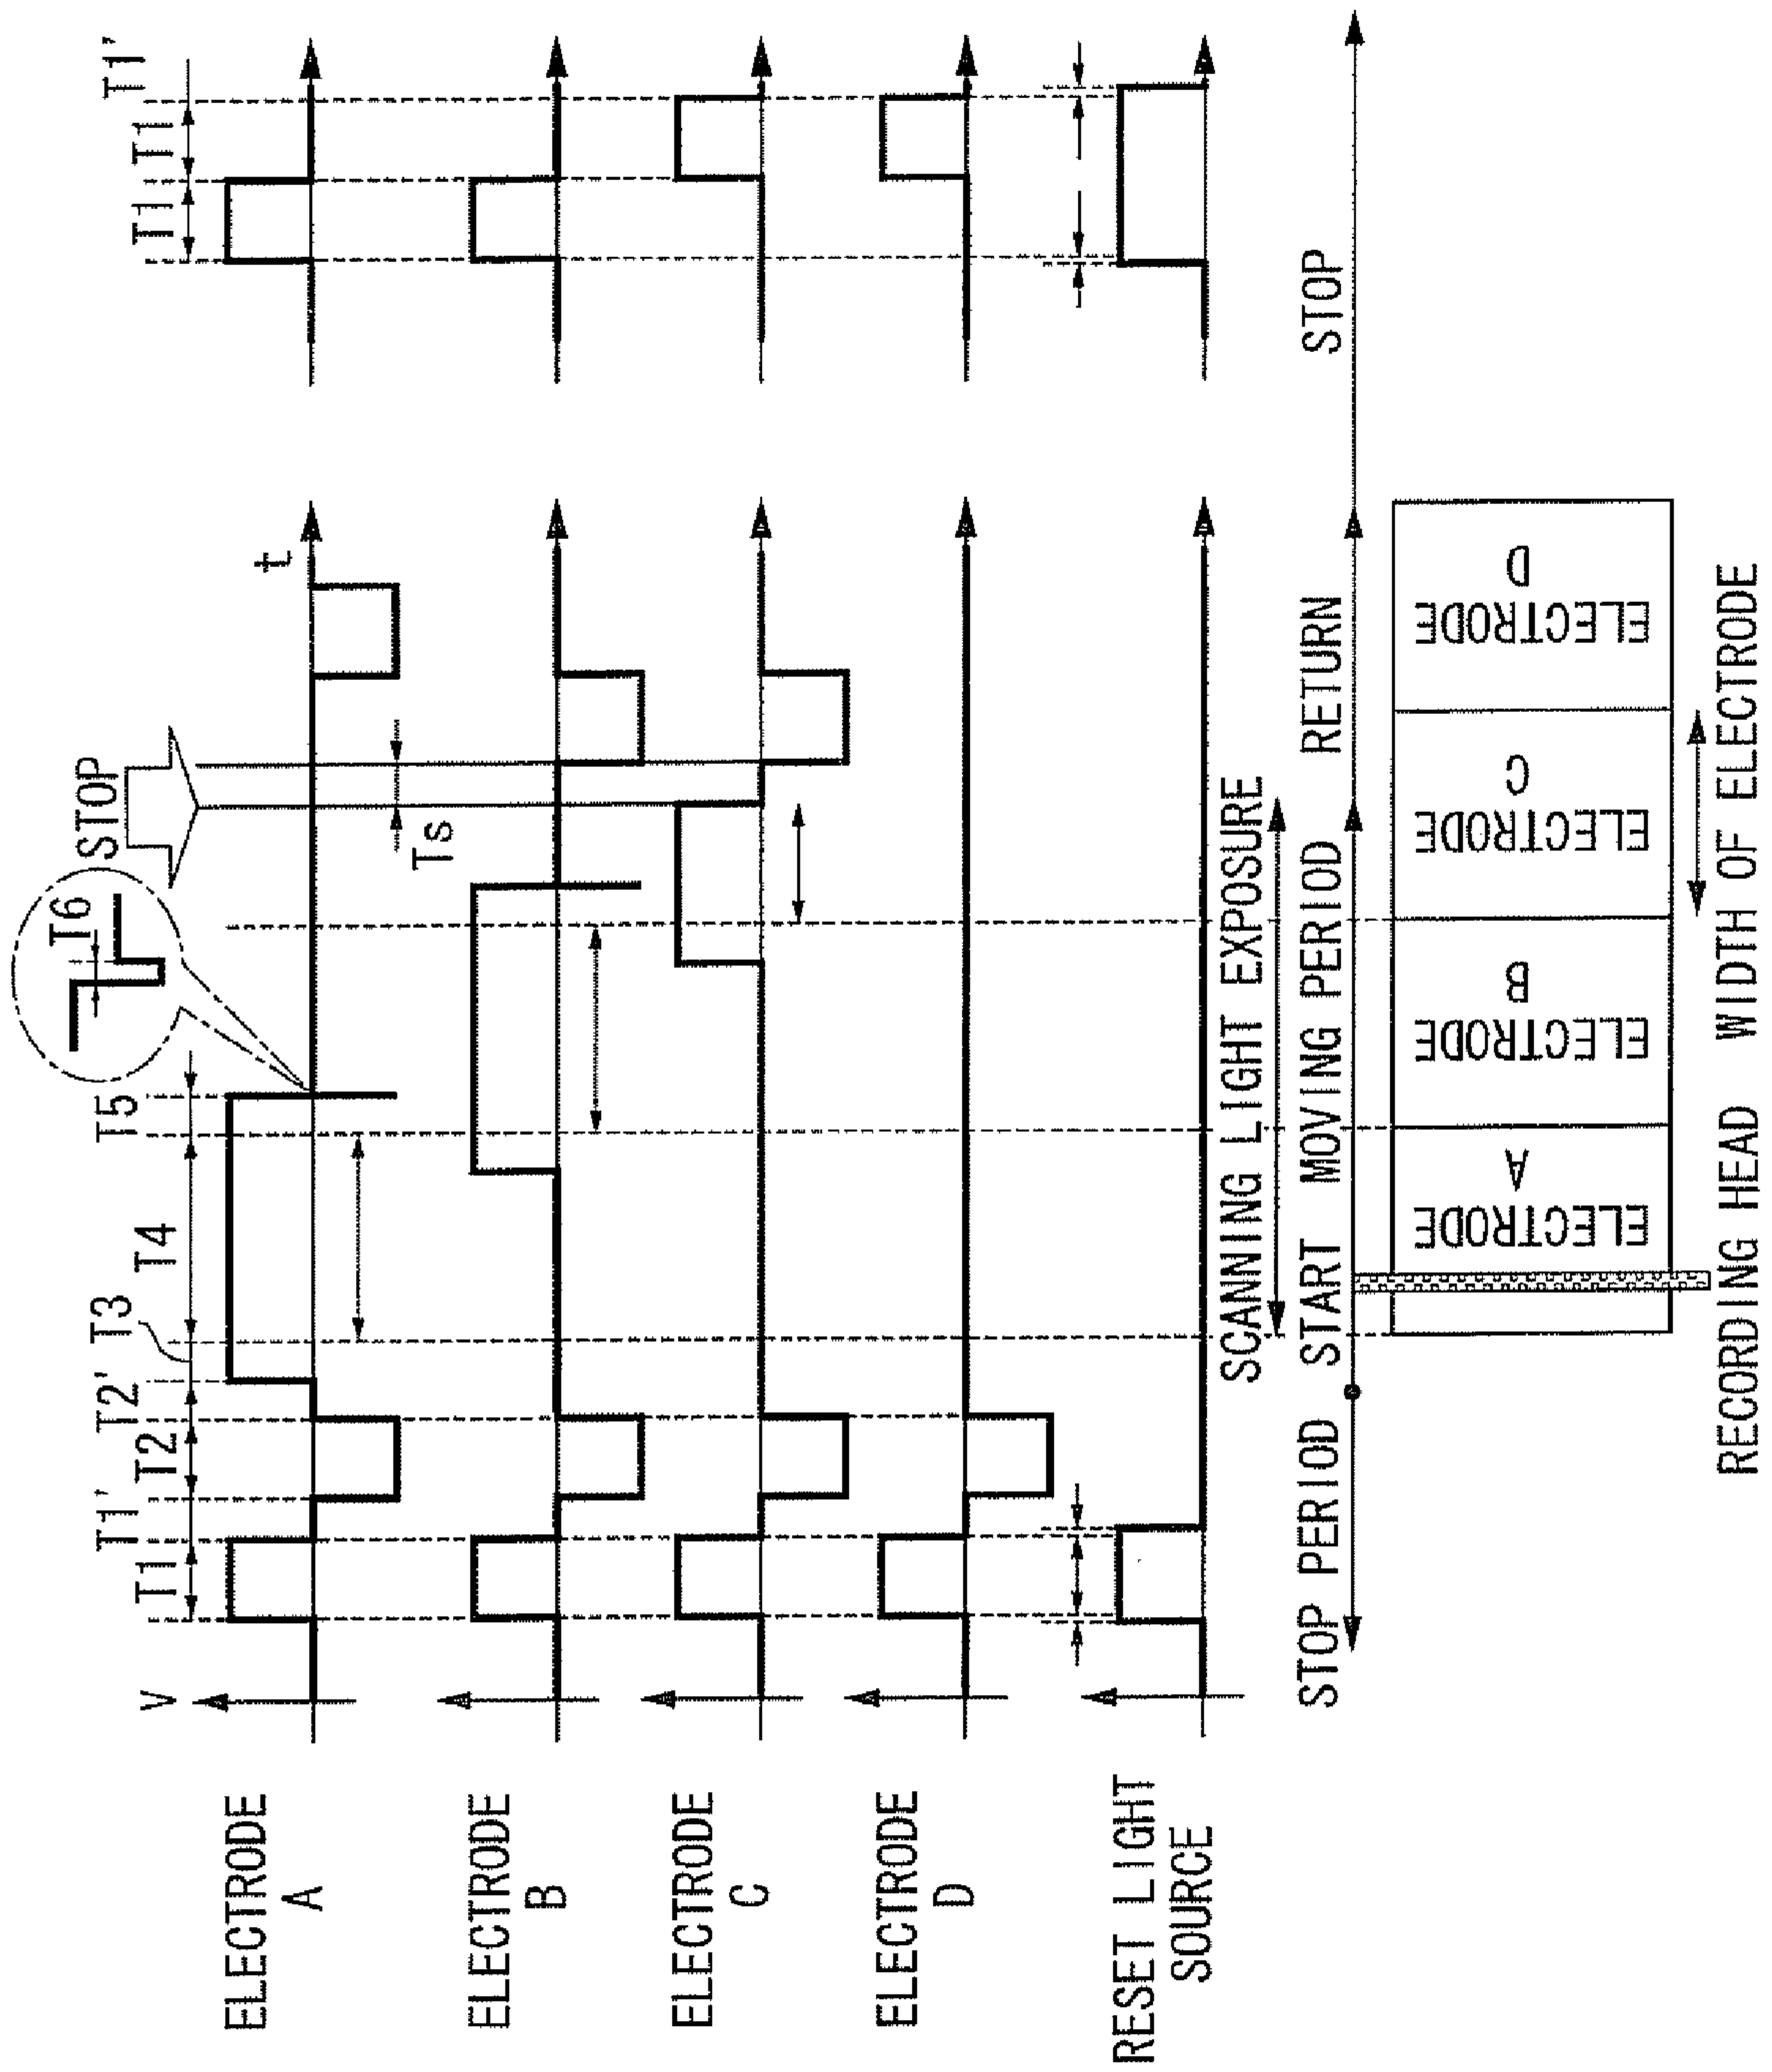 STOP
T6
T1 T1' T2 T2' T3 T4 T5
T1 T1 T1'
V
t
ELECTRODE
A
Ts
ELECTRODE
B
ELECTRODE
C
ELECTRODE
D
RESET LIGHT
SOURCE
SCANNING LIGHT EXPOSURE
STOP PERIOD START MOVING PERIOD RETURN STOP
ELECTRODE
A
ELECTRODE
B
ELECTRODE
C
ELECTRODE
D
RECORDING HEAD WIDTH OF ELECTRODE